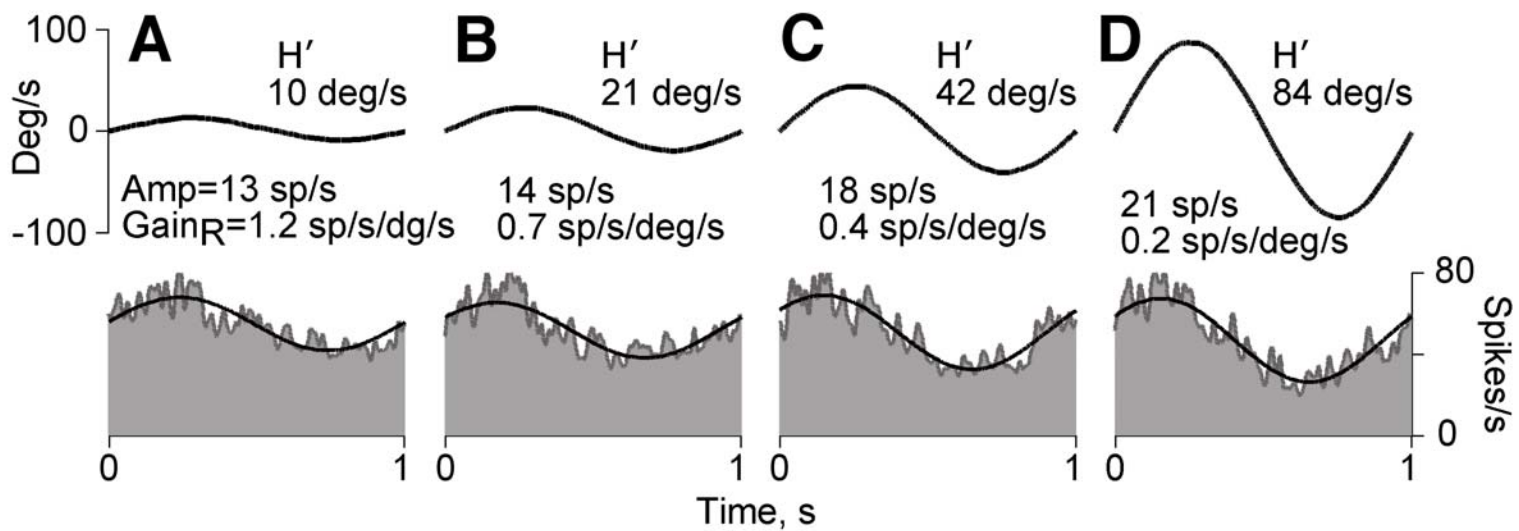 A
B
C
D
100
0
-100
Deg/s
H′
10 deg/s
H′
21 deg/s
H′
42 deg/s
H′
84 deg/s
Amp=13 sp/s
GainR=1.2 sp/s/dg/s
14 sp/s
0.7 sp/s/deg/s
18 sp/s
0.4 sp/s/deg/s
21 sp/s
0.2 sp/s/deg/s
80
0
Spikes/s
0 1
0 1
0 1
0 1
Time, s